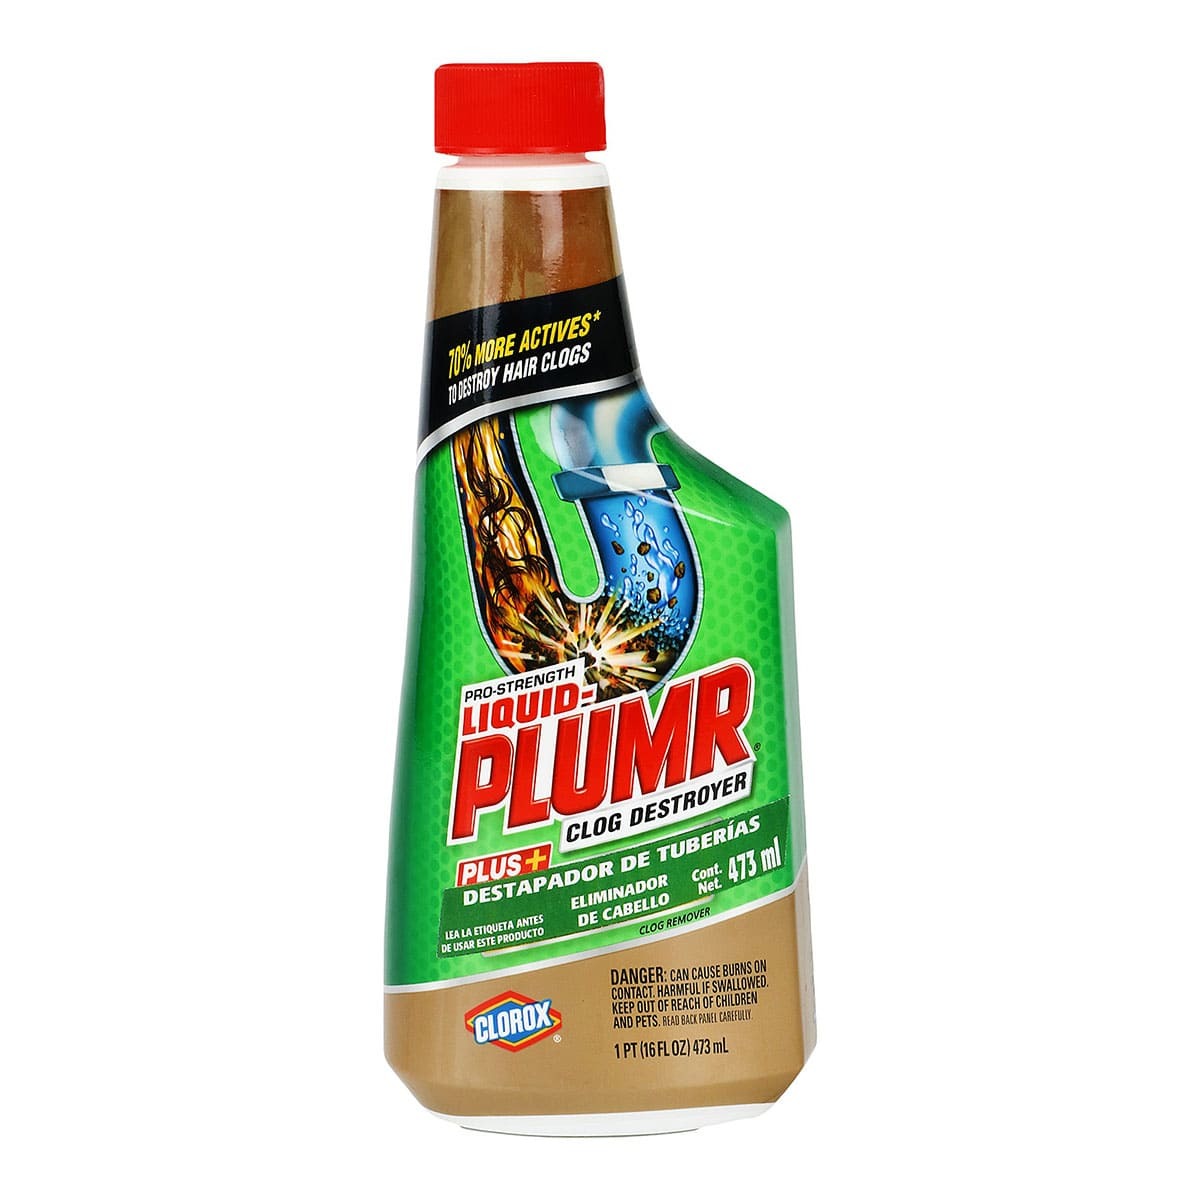 70% MORE ACTIVES*
TO DESTROY HAIR CLOGS
PRO-STRENGTH
LIQUID-
PLUMR®
CLOG DESTROYER
PLUS+
DESTAPADOR DE TUBERÍAS
LEA LA ETIQUETA ANTES
DE USAR ESTE PRODUCTO
ELIMINADOR
DE CABELLO
Cont.
Net. 473 ml
CLOG REMOVER
DANGER: CAN CAUSE BURNS ON
CONTACT. HARMFUL IF SWALLOWED.
KEEP OUT OF REACH OF CHILDREN
AND PETS. READ BACK PANEL CAREFULLY.
CLOROX®
1 PT (16 FL OZ) 473 mL